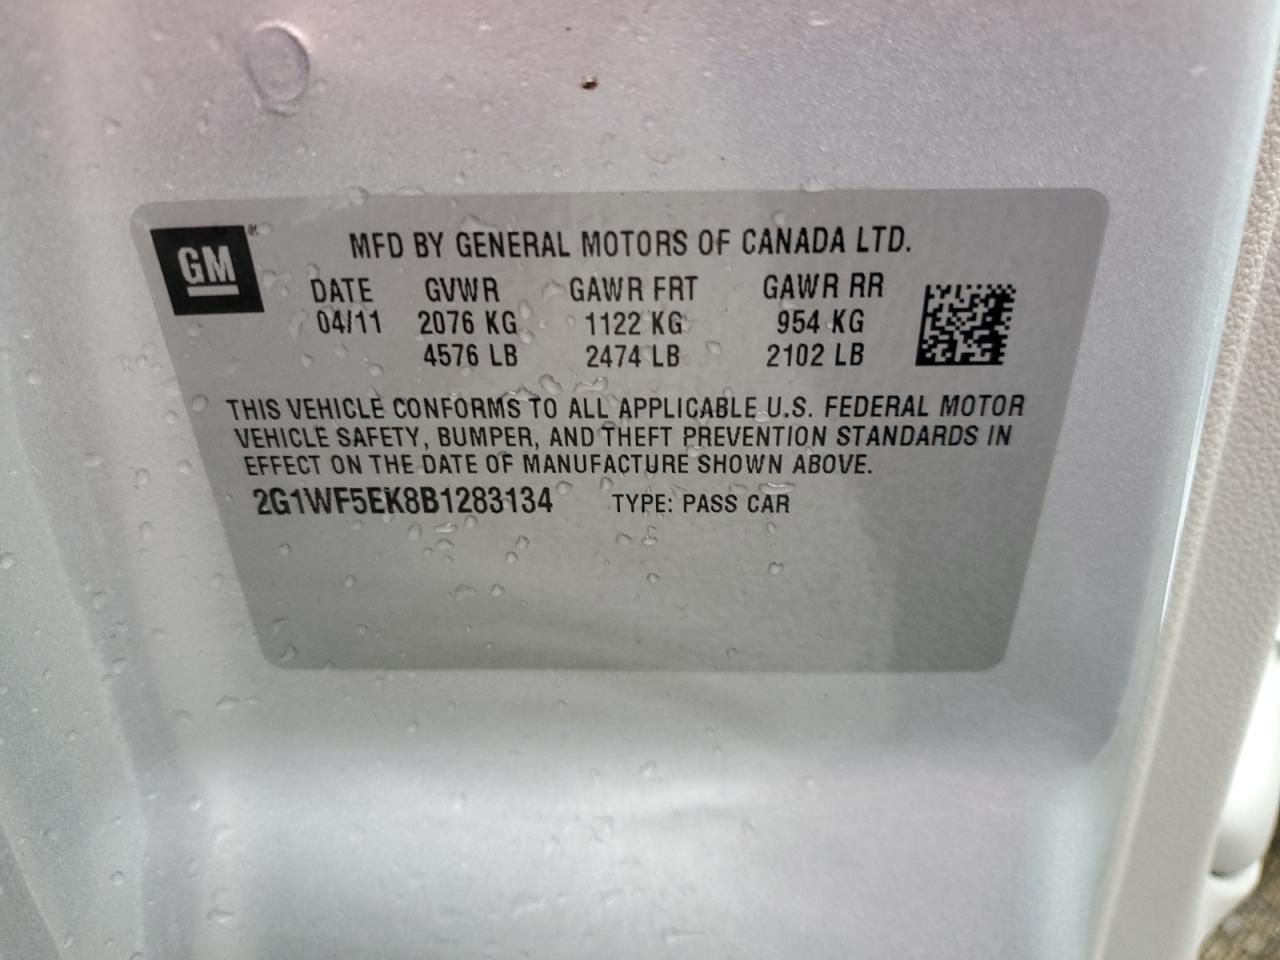 GM®
MFD BY GENERAL MOTORS OF CANADA LTD.
DATE GVWR GAWR FRT GAWR RR
04/11 2076 KG 1122 KG 954 KG
4576 LB 2474 LB 2102 LB
THIS VEHICLE CONFORMS TO ALL APPLICABLE U.S. FEDERAL MOTOR
VEHICLE SAFETY, BUMPER, AND THEFT PREVENTION STANDARDS IN
EFFECT ON THE DATE OF MANUFACTURE SHOWN ABOVE.
2G1WF5EK8B1283134 TYPE: PASS CAR